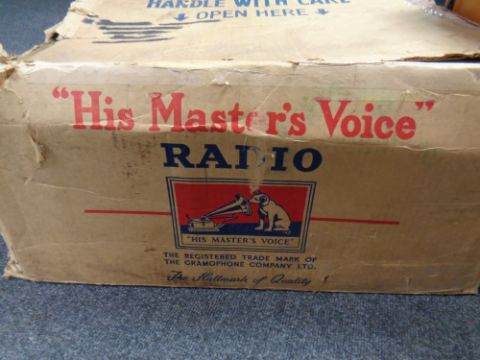 HANDLE WITH CARE
OPEN HERE
"His Master's Voice"
RADIO
"HIS MASTER'S VOICE"
THE REGISTERED TRADE MARK OF
THE GRAMOPHONE COMPANY LTD.
The Hallmark of Quality